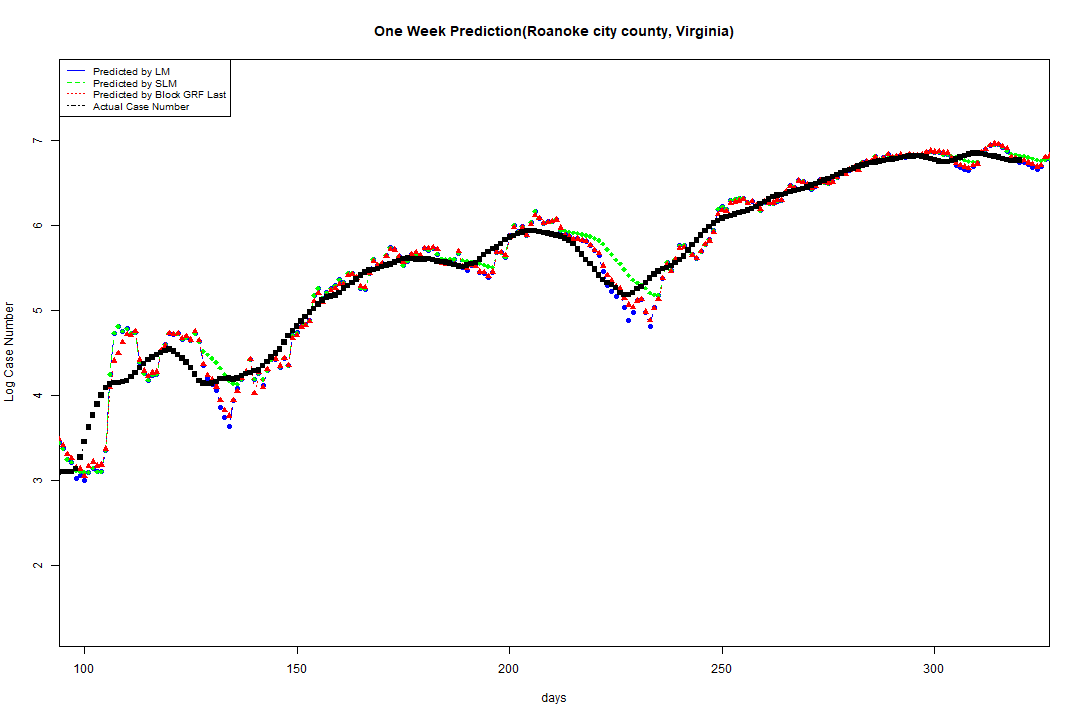 One Week Prediction(Roanoke city county, Virginia)
Predicted by LM
Predicted by SLM
Predicted by Block GRF Last
Actual Case Number
7
6
5
4
3
2
Log Case Number
100 150 200 250 300
days